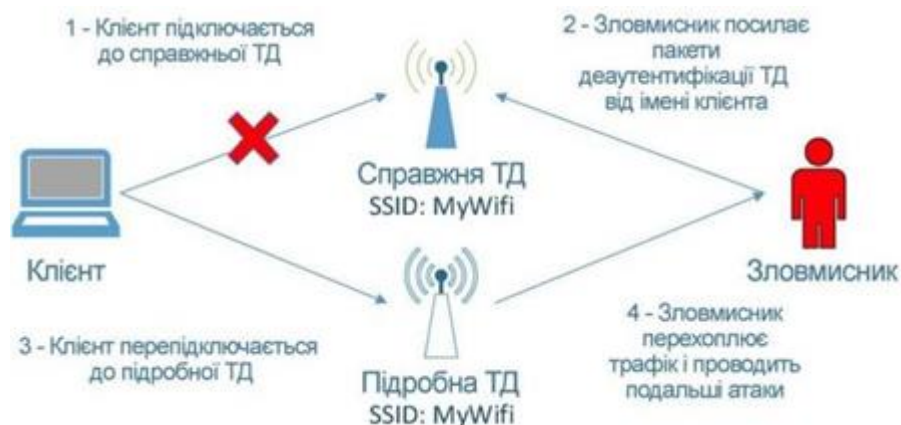 1 - Клієнт підключається
до справжньої ТД
2 - Зловмисник посилає
пакети
деаутентифікації ТД
від імені клієнта
Справжня ТД
SSID: MyWifi
Клієнт
Зловмисник
3 - Клієнт перепідключається
до підробної ТД
Підробна ТД
SSID: MyWifi
4 - Зловмисник
перехоплює
трафік і проводить
подальші атаки